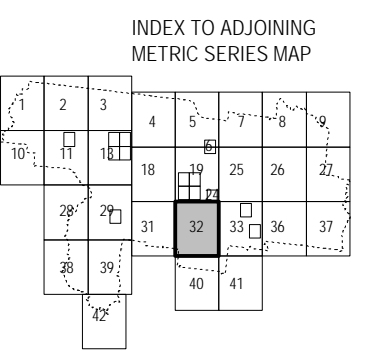 INDEX TO ADJOINING
METRIC SERIES MAP
1 2 3
4 5 7 8 9
6
10 11 13
18 19 25 26 27
24
28 29
31 32 33 36 37
38 39
40 41
42